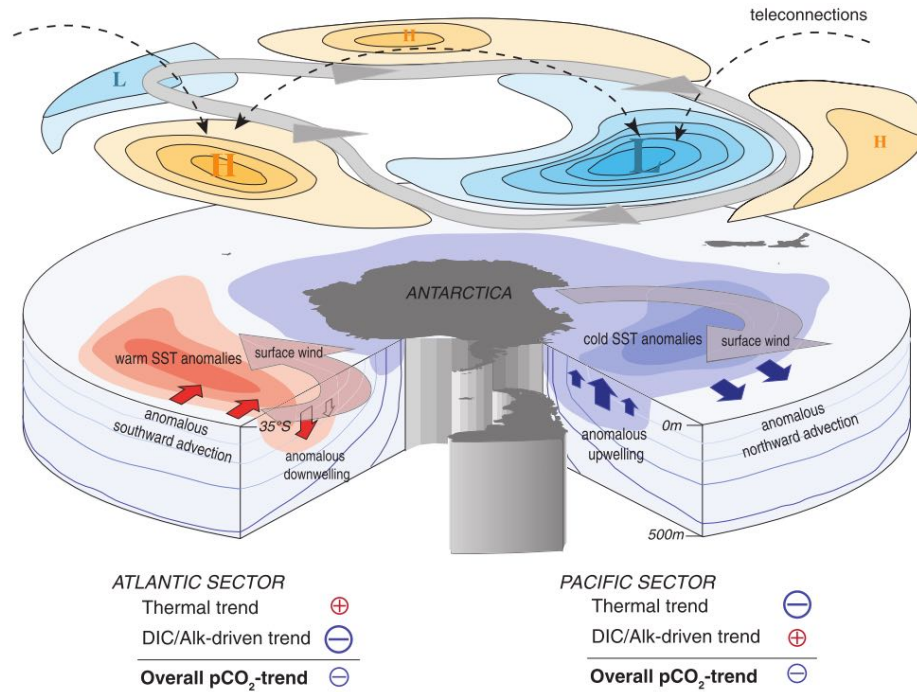 teleconnections
H
L
H
L
H
ANTARCTICA
warm SST anomalies
surface wind
cold SST anomalies
surface wind
anomalous
southward advection
35°S
anomalous
downwelling
anomalous
upwelling
0m
anomalous
northward advection
500m
ATLANTIC SECTOR
Thermal trend ⊕
DIC/Alk-driven trend ⊖
Overall pCO₂-trend ⊖
PACIFIC SECTOR
Thermal trend ⊖
DIC/Alk-driven trend ⊕
Overall pCO₂-trend ⊖